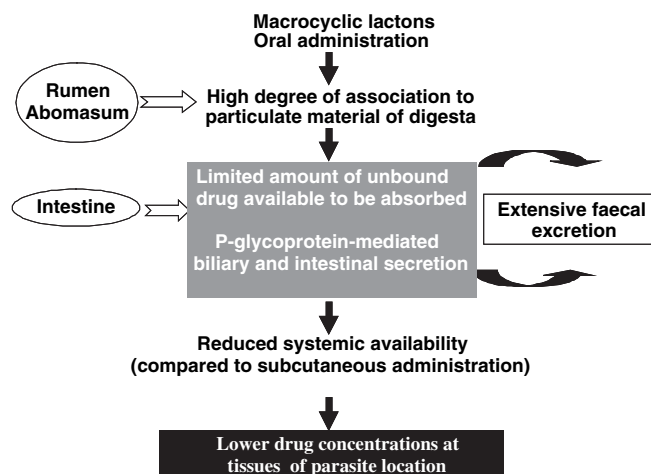 Macrocyclic lactons
Oral administration
Rumen
Abomasum
High degree of association to
particulate material of digesta
Limited amount of unbound
drug available to be absorbed
Intestine
P-glycoprotein-mediated
biliary and intestinal secretion
Extensive faecal
excretion
Reduced systemic availability
(compared to subcutaneous administration)
Lower drug concentrations at
tissues of parasite location